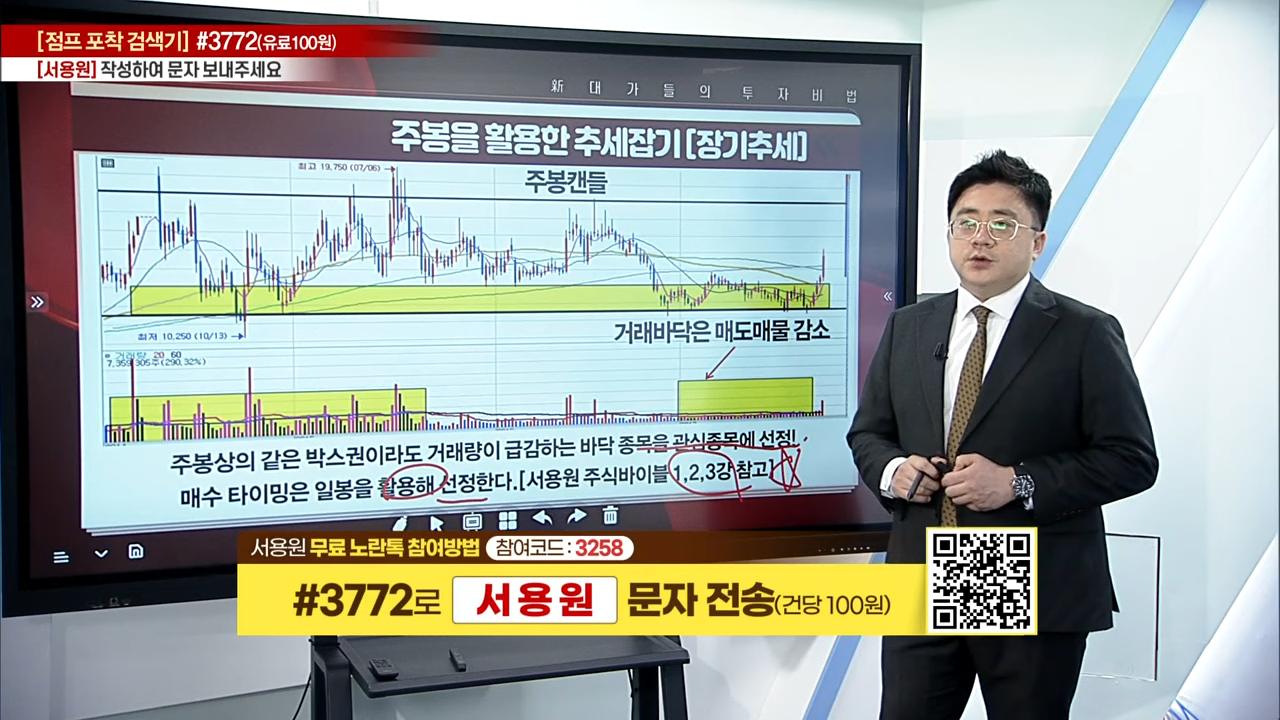 [점프 포착 검색기] #3772(유료100원)
[서용원] 작성하여 문자 보내주세요
新대가들의 투자비법
주봉을 활용한 추세잡기 [장기추세]
최고 19,750 (07/06)
주봉캔들
최저 10,250 (10/13)
거래바닥은 매도매물 감소
거래량 20 60
7,359,305주(290.32%)
주봉상의 같은 박스권이라도 거래량이 급감하는 바닥 종목을 관심종목에 선정!
매수 타이밍은 일봉을 활용해 선정한다.[서용원 주식바이블 1,2,3강 참고]
서용원 무료 노란톡 참여방법 참여코드 : 3258
#3772로 서용원 문자 전송(건당 100원)